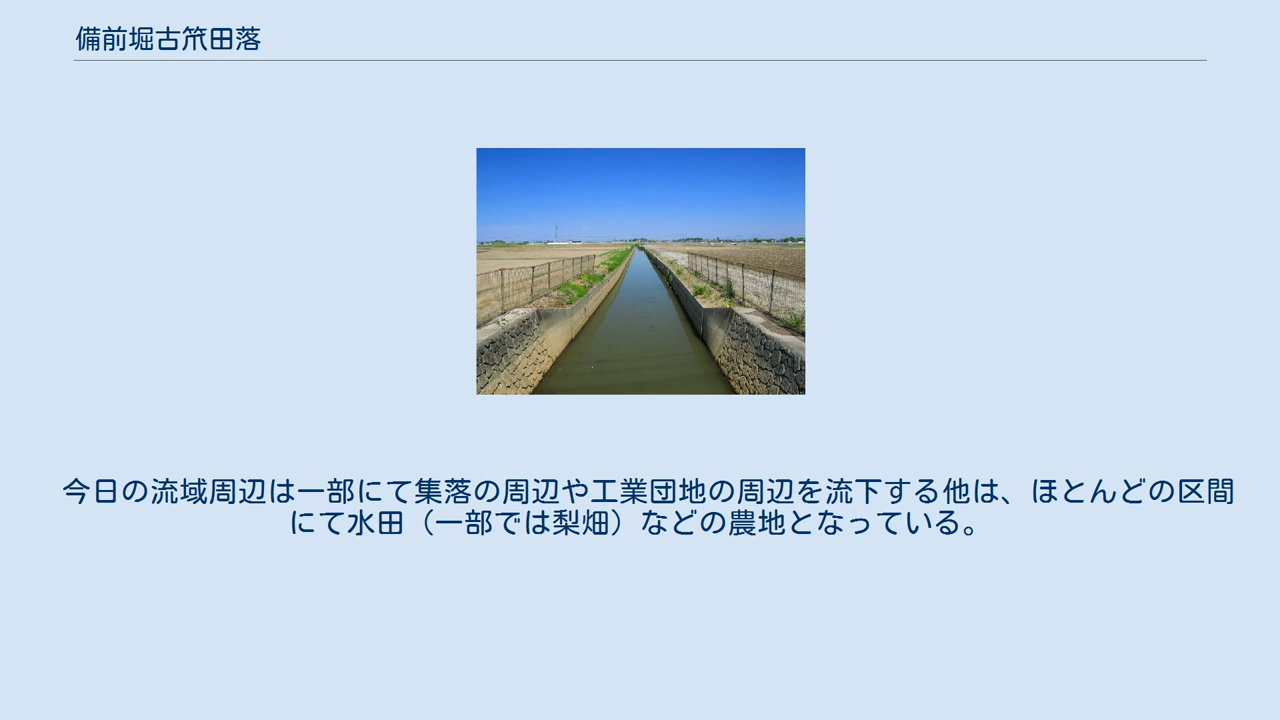 備前堀古笊田落
今日の流域周辺は一部にて集落の周辺や工業団地の周辺を流下する他は、ほとんどの区間
にて水田（一部では梨畑）などの農地となっている。